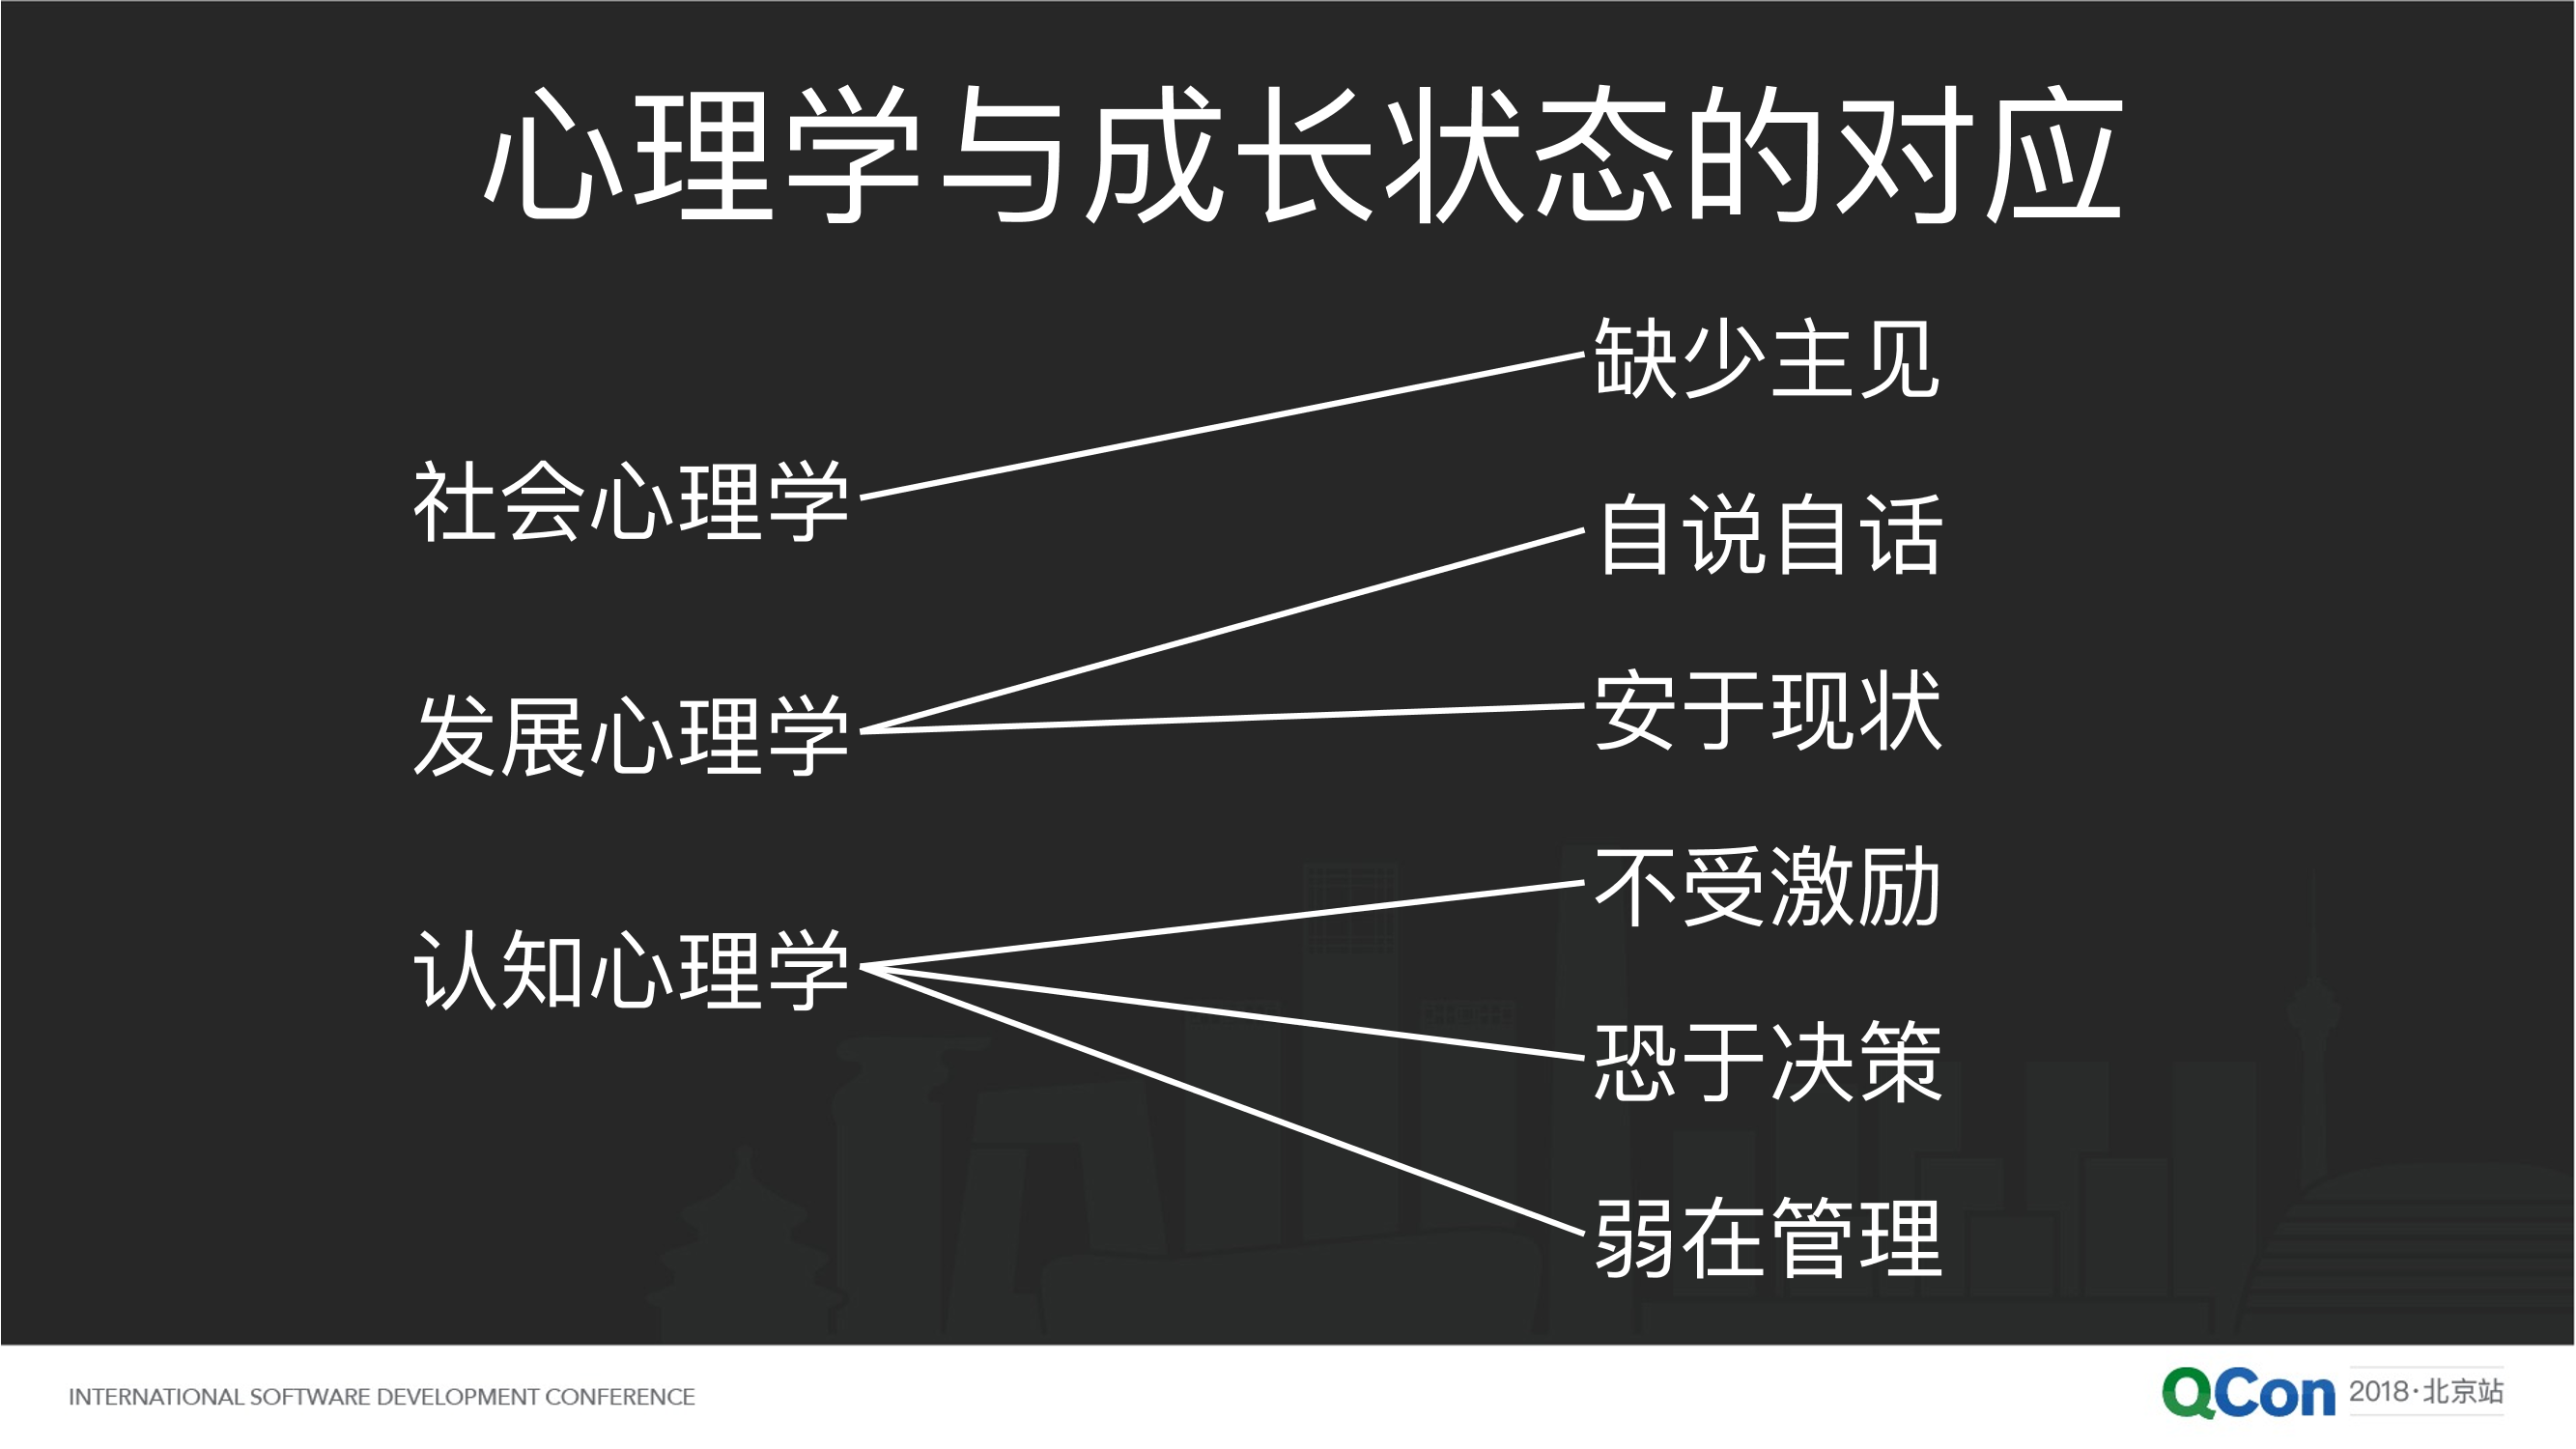 心理学与成长状态的对应
社会心理学
发展心理学
认知心理学
缺少主见
自说自话
安于现状
不受激励
恐于决策
弱在管理
INTERNATIONAL SOFTWARE DEVELOPMENT CONFERENCE
QCon 2018·北京站